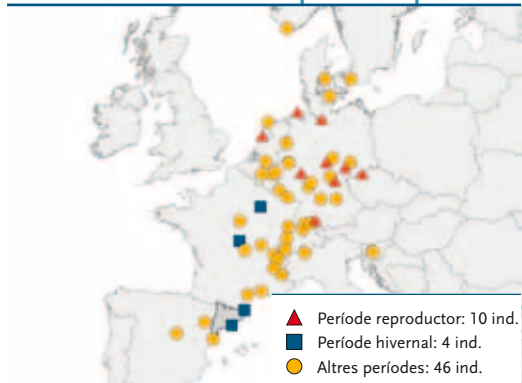 Període reproductor: 10 ind.
Període hivernal: 4 ind.
Altres períodes: 46 ind.